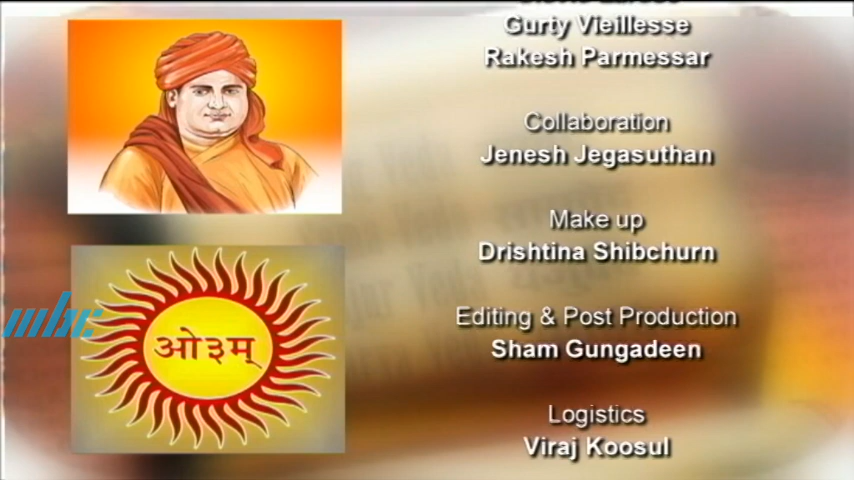 Gurty Vieillesse
Rakesh Parmessar
Collaboration
Jenesh Jegasuthan
Make up
Drishtina Shibchurn
Editing & Post Production
Sham Gungadeen
Logistics
Viraj Koosul
mbc
ओ३म्